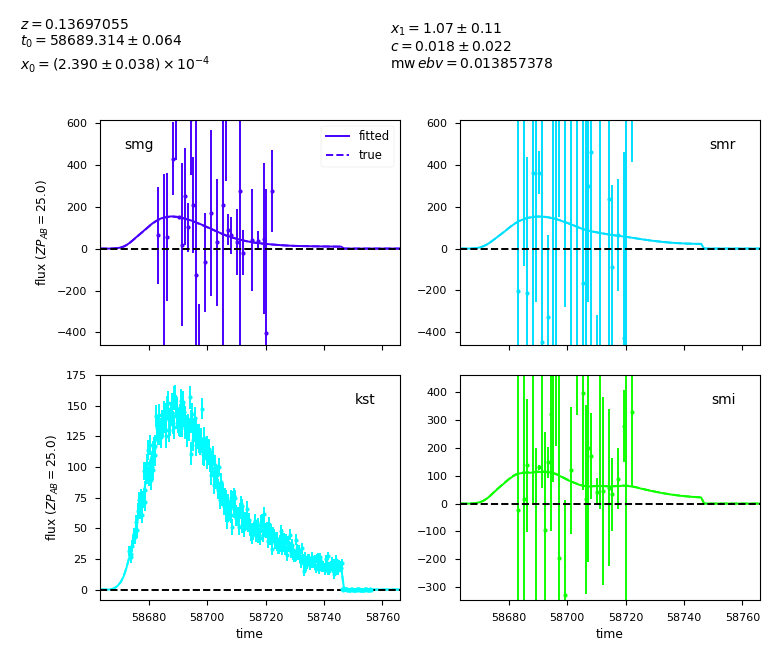 z = 0.13697055
t₀ = 58689.314 ± 0.064
x₀ = (2.390 ± 0.038) × 10⁻⁴
x₁ = 1.07 ± 0.11
c = 0.018 ± 0.022
mw ebv = 0.013857378
smg
fitted
true
600
400
200
0
−200
−400
flux (ZP_AB = 25.0)
smr
600
400
200
0
−200
−400
kst
175
150
125
100
75
50
25
0
flux (ZP_AB = 25.0)
58680 58700 58720 58740 58760
time
smi
400
300
200
100
0
−100
−200
−300
58680 58700 58720 58740 58760
time